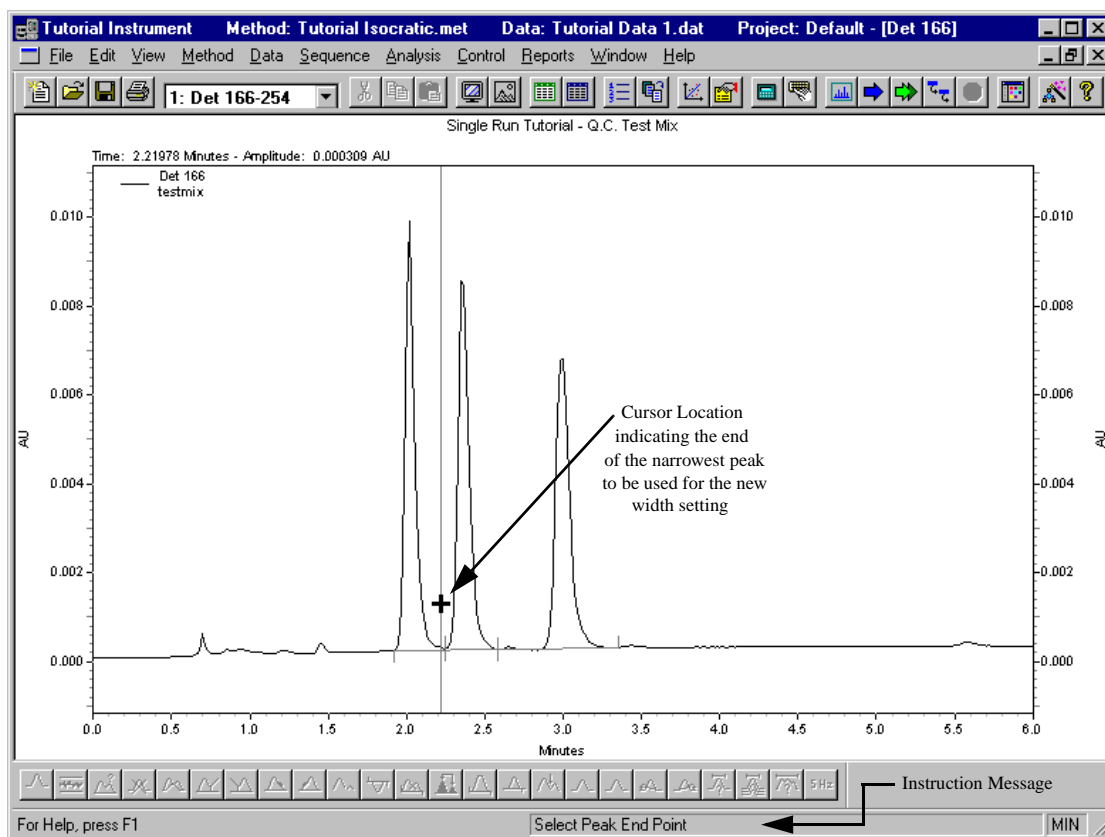 Tutorial Instrument Method: Tutorial Isocratic.met Data: Tutorial Data 1.dat Project: Default - [Det 166]
File Edit View Method Data Sequence Analysis Control Reports Window Help
1: Det 166-254
Single Run Tutorial - Q.C. Test Mix
Time: 2.21978 Minutes - Amplitude: 0.000309 AU
Det 166
testmix
0.010 0.010
0.008 0.008
0.006 0.006
Cursor Location
indicating the end
of the narrowest peak
to be used for the new
width setting
AU AU
0.004 0.004
0.002 0.002
0.000 0.000
0.0 0.5 1.0 1.5 2.0 2.5 3.0 3.5 4.0 4.5 5.0 5.5 6.0
Minutes
5Hz
Instruction Message
For Help, press F1 Select Peak End Point MIN